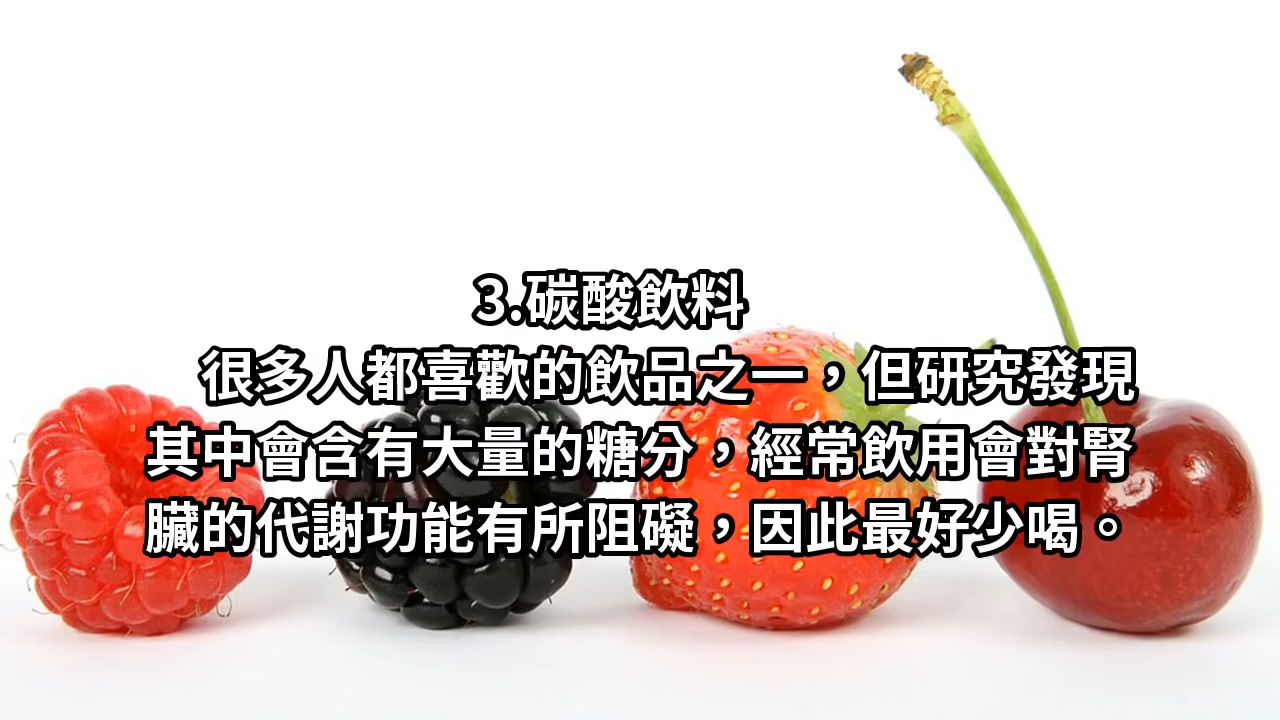 3.碳酸飲料
很多人都喜歡的飲品之一，但研究發現
其中會含有大量的糖分，經常飲用會對腎
臟的代謝功能有所阻礙，因此最好少喝。